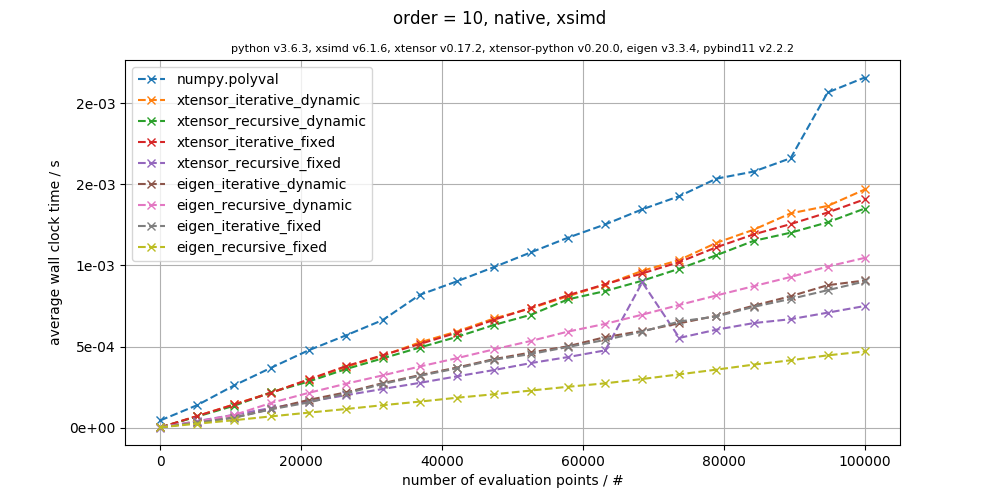 order = 10, native, xsimd
python v3.6.3, xsimd v6.1.6, xtensor v0.17.2, xtensor-python v0.20.0, eigen v3.3.4, pybind11 v2.2.2
numpy.polyval
xtensor_iterative_dynamic
xtensor_recursive_dynamic
xtensor_iterative_fixed
xtensor_recursive_fixed
eigen_iterative_dynamic
eigen_recursive_dynamic
eigen_iterative_fixed
eigen_recursive_fixed
average wall clock time / s
2e-03
2e-03
1e-03
5e-04
0e+00
0 20000 40000 60000 80000 100000
number of evaluation points / #